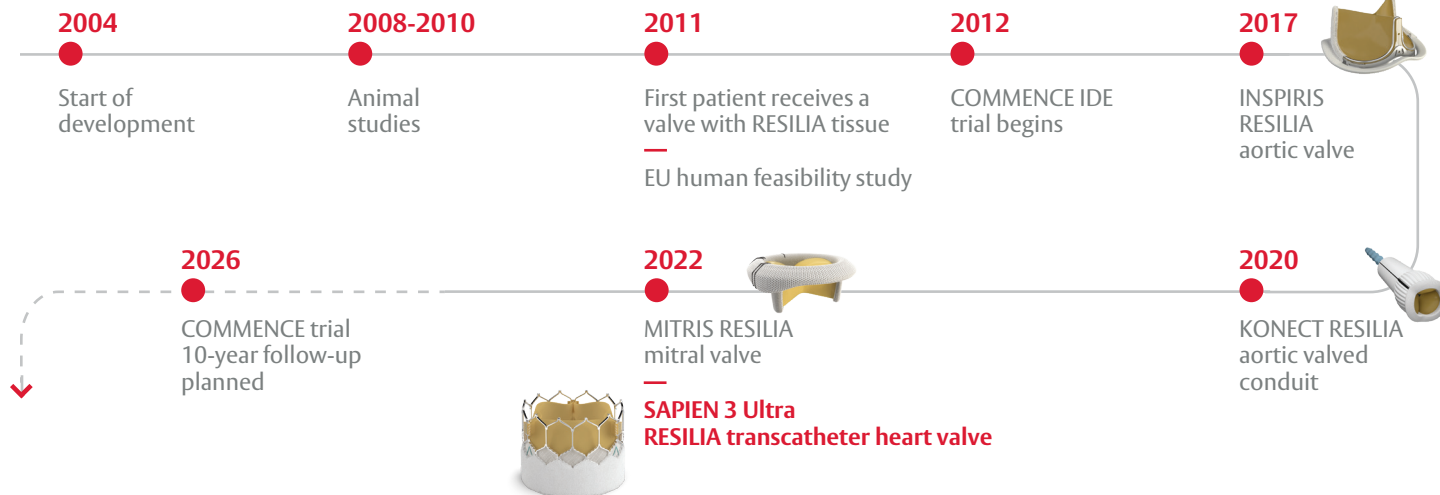 2004
Start of
development
2008-2010
Animal
studies
2011
First patient receives a
valve with RESILIA tissue
EU human feasibility study
2012
COMMENCE IDE
trial begins
2017
INSPIRIS
RESILIA
aortic valve
2020
KONECT RESILIA
aortic valved
conduit
2022
MITRIS RESILIA
mitral valve
SAPIEN 3 Ultra
RESILIA transcatheter heart valve
2026
COMMENCE trial
10-year follow-up
planned